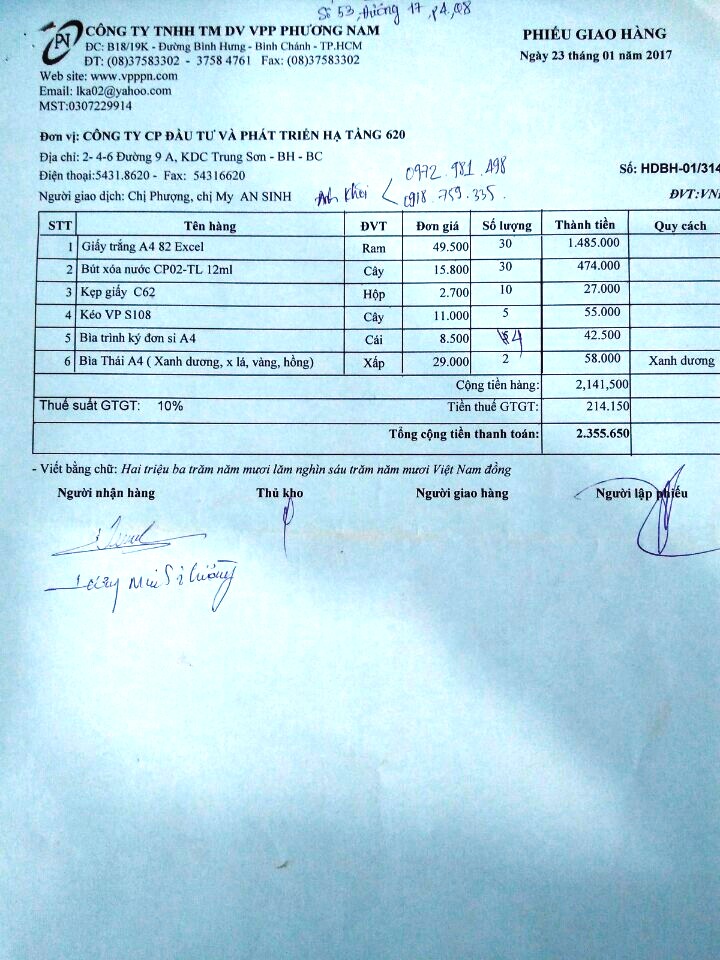 Số 53, Đường 17, p4, Q8
CÔNG TY TNHH TM DV VPP PHƯƠNG NAM
ĐC: B18/19K - Đường Bình Hưng - Bình Chánh - TP.HCM
ĐT: (08)37583302 - 3758 4761 Fax: (08)37583302
Web site: www.vpppn.com
Email: lka02@yahoo.com
MST:0307229914
PHIẾU GIAO HÀNG
Ngày 23 tháng 01 năm 2017
Đơn vị: CÔNG TY CP ĐẦU TƯ VÀ PHÁT TRIỂN HẠ TẦNG 620
Địa chỉ: 2- 4-6 Đường 9 A, KDC Trung Sơn - BH - BC
Điện thoại:5431.8620 - Fax: 54316620
0972.981.498
Số: HDBH-01/314
Người giao dịch: Chị Phượng, chị My AN SINH
Anh Khôi
0918.759.335.
ĐVT:VN
STT Tên hàng ĐVT Đơn giá Số lượng Thành tiền Quy cách
1 Giấy trắng A4 82 Excel Ram 49.500 30 1.485.000
2 Bút xóa nước CP02-TL 12ml Cây 15.800 30 474.000
3 Kẹp giấy C62 Hộp 2.700 10 27.000
4 Kéo VP S108 Cây 11.000 5 55.000
5 Bìa trình ký đơn si A4 Cái 8.500 4 42.500
6 Bìa Thái A4 ( Xanh dương, x lá, vàng, hồng) Xấp 29.000 2 58.000 Xanh dương
Cộng tiền hàng: 2,141,500
Thuế suất GTGT: 10% Tiền thuế GTGT: 214.150
Tổng cộng tiền thanh toán: 2.355.650
- Viết bằng chữ: Hai triệu ba trăm năm mươi lăm nghìn sáu trăm năm mươi Việt Nam đồng
Người nhận hàng Thủ kho Người giao hàng Người lập phiếu